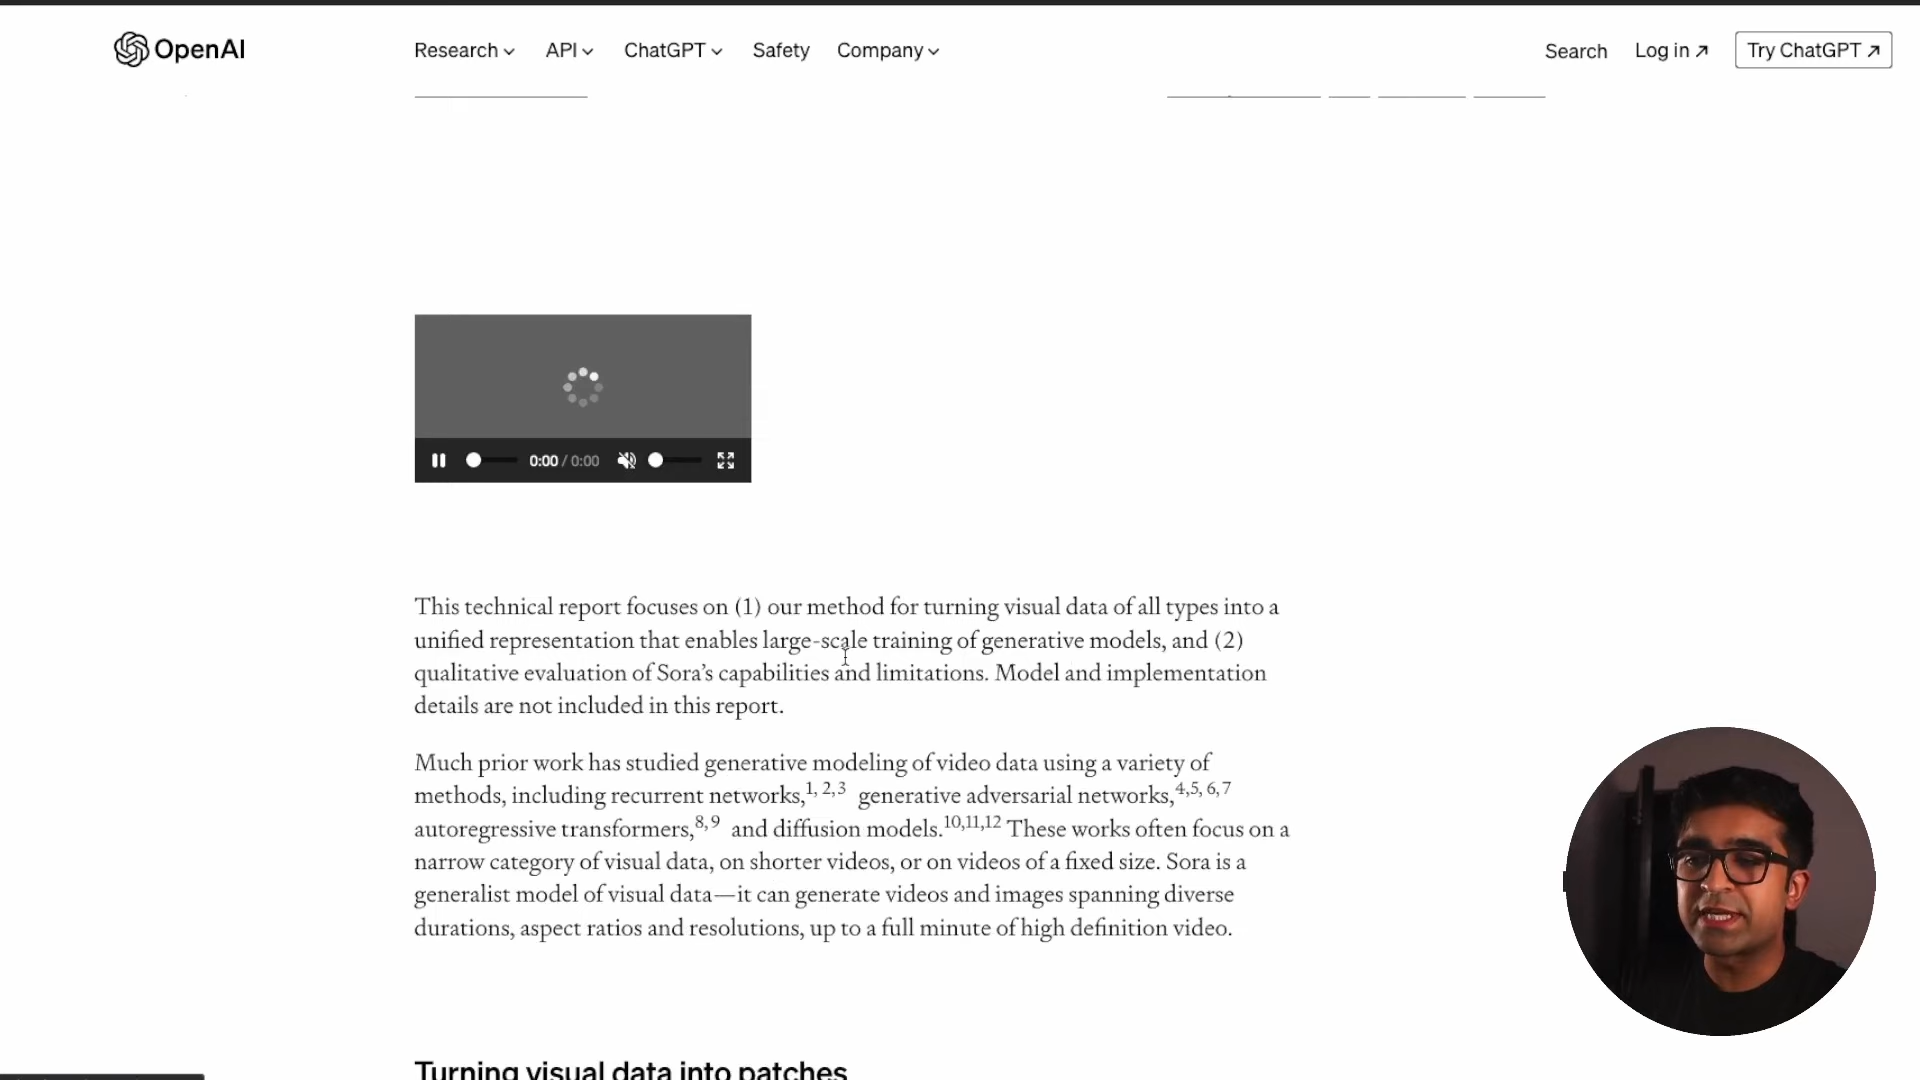 OpenAI
Research API ChatGPT Safety Company Search Log in Try ChatGPT
0:00 / 0:00
This technical report focuses on (1) our method for turning visual data of all types into a
unified representation that enables large-scale training of generative models, and (2)
qualitative evaluation of Sora’s capabilities and limitations. Model and implementation
details are not included in this report.
Much prior work has studied generative modeling of video data using a variety of
methods, including recurrent networks,1, 2,3 generative adversarial networks,4,5, 6,7
autoregressive transformers,8,9 and diffusion models.10,11,12 These works often focus on a
narrow category of visual data, on shorter videos, or on videos of a fixed size. Sora is a
generalist model of visual data—it can generate videos and images spanning diverse
durations, aspect ratios and resolutions, up to a full minute of high definition video.
Turning visual data into patches